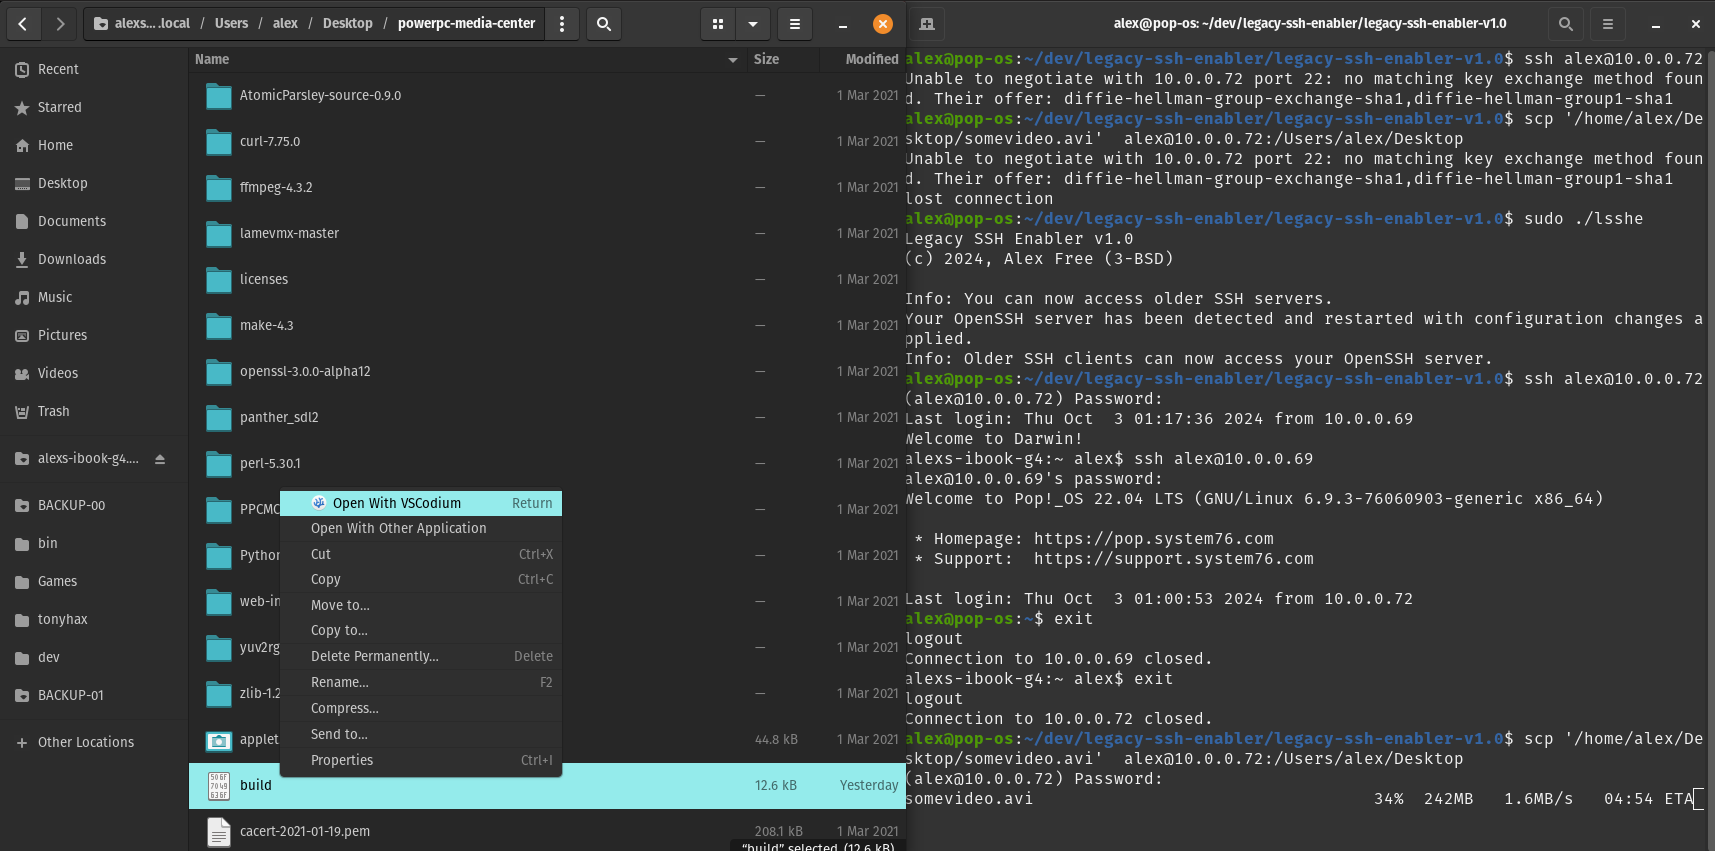 alexs... .local / Users / alex / Desktop / powerpc-media-center
Name Size Modified
Recent
Starred
Home
Desktop
Documents
Downloads
Music
Pictures
Videos
Trash
alexs-ibook-g4....
BACKUP-00
bin
Games
tonyhax
dev
BACKUP-01
+ Other Locations
AtomicParsley-source-0.9.0 — 1 Mar 2021
curl-7.75.0 — 1 Mar 2021
ffmpeg-4.3.2 — 1 Mar 2021
lamevmx-master — 1 Mar 2021
licenses — 1 Mar 2021
make-4.3 — 1 Mar 2021
openssl-3.0.0-alpha12 — 1 Mar 2021
panther_sdl2 — 1 Mar 2021
perl-5.30.1 — 1 Mar 2021
PPCMC — 1 Mar 2021
Python — 1 Mar 2021
web-in — 1 Mar 2021
yuv2rg — 1 Mar 2021
zlib-1.2 — 1 Mar 2021
applet 44.8 kB 1 Mar 2021
build 12.6 kB Yesterday
cacert-2021-01-19.pem 208.1 kB 1 Mar 2021
"build" selected (12.6 kB)
Open With VSCodium Return
Open With Other Application
Cut Ctrl+X
Copy Ctrl+C
Move to...
Copy to...
Delete Permanently... Delete
Rename... F2
Compress...
Send to...
Properties Ctrl+I
alex@pop-os: ~/dev/legacy-ssh-enabler/legacy-ssh-enabler-v1.0
alex@pop-os:~/dev/legacy-ssh-enabler/legacy-ssh-enabler-v1.0$ ssh alex@10.0.0.72
Unable to negotiate with 10.0.0.72 port 22: no matching key exchange method foun
d. Their offer: diffie-hellman-group-exchange-sha1,diffie-hellman-group1-sha1
alex@pop-os:~/dev/legacy-ssh-enabler/legacy-ssh-enabler-v1.0$ scp '/home/alex/De
sktop/somevideo.avi' alex@10.0.0.72:/Users/alex/Desktop
Unable to negotiate with 10.0.0.72 port 22: no matching key exchange method foun
d. Their offer: diffie-hellman-group-exchange-sha1,diffie-hellman-group1-sha1
lost connection
alex@pop-os:~/dev/legacy-ssh-enabler/legacy-ssh-enabler-v1.0$ sudo ./lsshe
Legacy SSH Enabler v1.0
(c) 2024, Alex Free (3-BSD)
Info: You can now access older SSH servers.
Your OpenSSH server has been detected and restarted with configuration changes a
pplied.
Info: Older SSH clients can now access your OpenSSH server.
alex@pop-os:~/dev/legacy-ssh-enabler/legacy-ssh-enabler-v1.0$ ssh alex@10.0.0.72
(alex@10.0.0.72) Password:
Last login: Thu Oct 3 01:17:36 2024 from 10.0.0.69
Welcome to Darwin!
alexs-ibook-g4:~ alex$ ssh alex@10.0.0.69
alex@10.0.0.69's password:
Welcome to Pop!_OS 22.04 LTS (GNU/Linux 6.9.3-76060903-generic x86_64)
* Homepage: https://pop.system76.com
* Support: https://support.system76.com
Last login: Thu Oct 3 01:00:53 2024 from 10.0.0.72
alex@pop-os:~$ exit
logout
Connection to 10.0.0.69 closed.
alexs-ibook-g4:~ alex$ exit
logout
Connection to 10.0.0.72 closed.
alex@pop-os:~/dev/legacy-ssh-enabler/legacy-ssh-enabler-v1.0$ scp '/home/alex/De
sktop/somevideo.avi' alex@10.0.0.72:/Users/alex/Desktop
(alex@10.0.0.72) Password:
somevideo.avi 34% 242MB 1.6MB/s 04:54 ETA